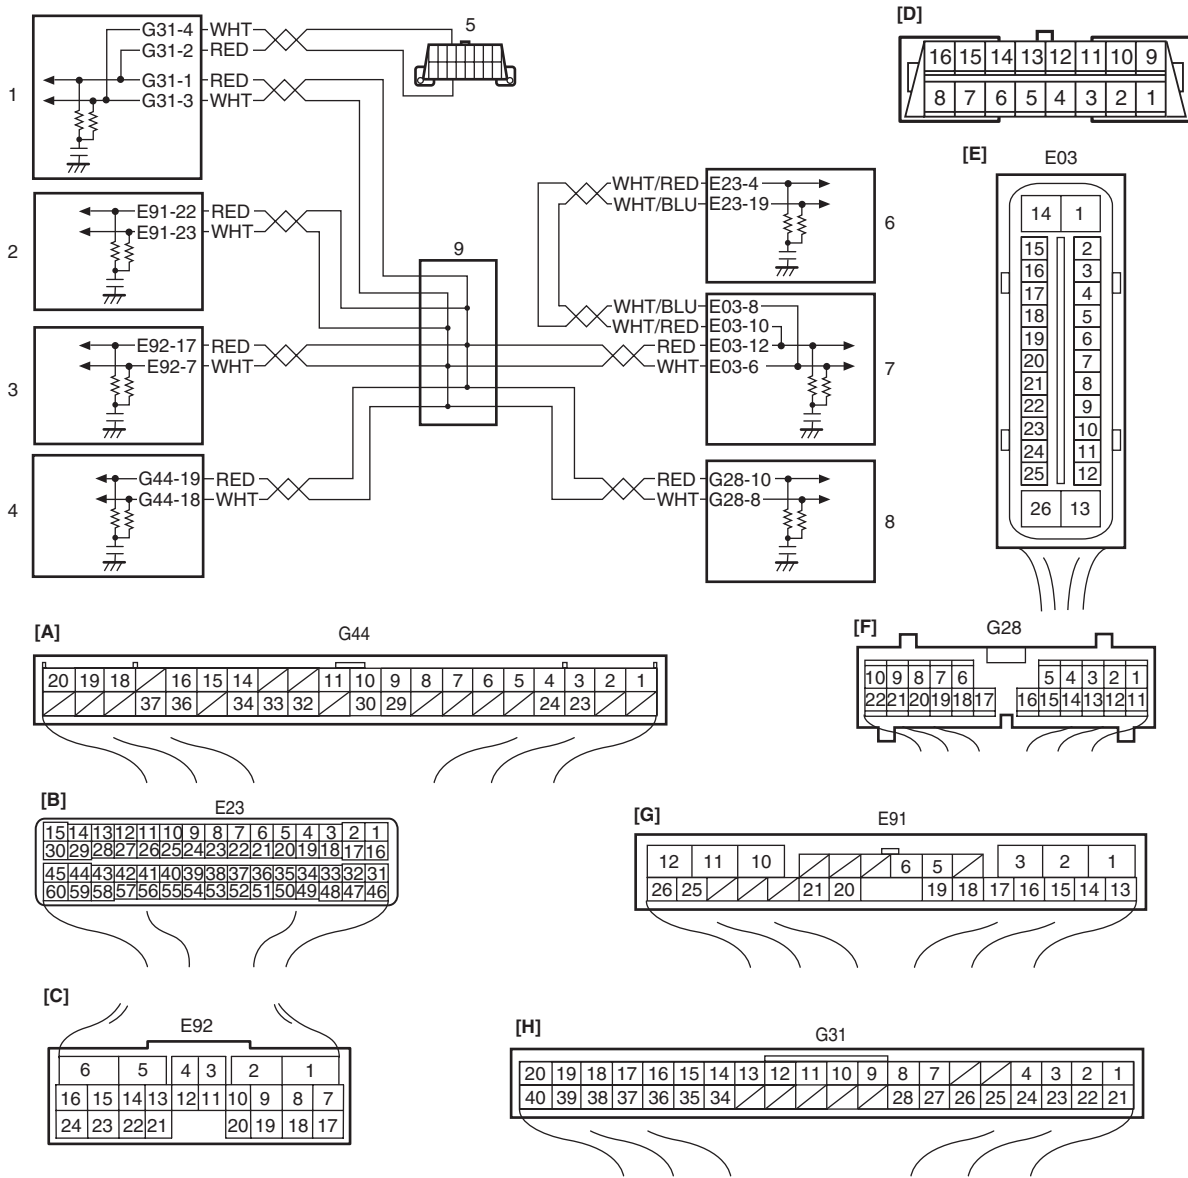 G31-4 WHT
G31-2 RED
G31-1 RED
G31-3 WHT
1
5
[D]
16 15 14 13 12 11 10 9
8 7 6 5 4 3 2 1
E91-22 RED
E91-23 WHT
2
9
WHT/RED E23-4
WHT/BLU E23-19
6
E92-17 RED
E92-7 WHT
3
WHT/BLU E03-8
WHT/RED E03-10
RED E03-12
WHT E03-6
7
G44-19 RED
G44-18 WHT
4
RED G28-10
WHT G28-8
8
[E]
E03
14 1
15 2
16 3
17 4
18 5
19 6
20 7
21 8
22 9
23 10
24 11
25 12
26 13
[A]
G44
20 19 18 16 15 14 11 10 9 8 7 6 5 4 3 2 1
37 36 34 33 32 30 29 24 23
[F]
G28
10 9 8 7 6 5 4 3 2 1
22 21 20 19 18 17 16 15 14 13 12 11
[B]
E23
15 14 13 12 11 10 9 8 7 6 5 4 3 2 1
30 29 28 27 26 25 24 23 22 21 20 19 18 17 16
45 44 43 42 41 40 39 38 37 36 35 34 33 32 31
60 59 58 57 56 55 54 53 52 51 50 49 48 47 46
[G]
E91
12 11 10 6 5 3 2 1
26 25 21 20 19 18 17 16 15 14 13
[C]
E92
6 5 4 3 2 1
16 15 14 13 12 11 10 9 8 7
24 23 22 21 20 19 18 17
[H]
G31
20 19 18 17 16 15 14 13 12 11 10 9 8 7 4 3 2 1
40 39 38 37 36 35 34 28 27 26 25 24 23 22 21